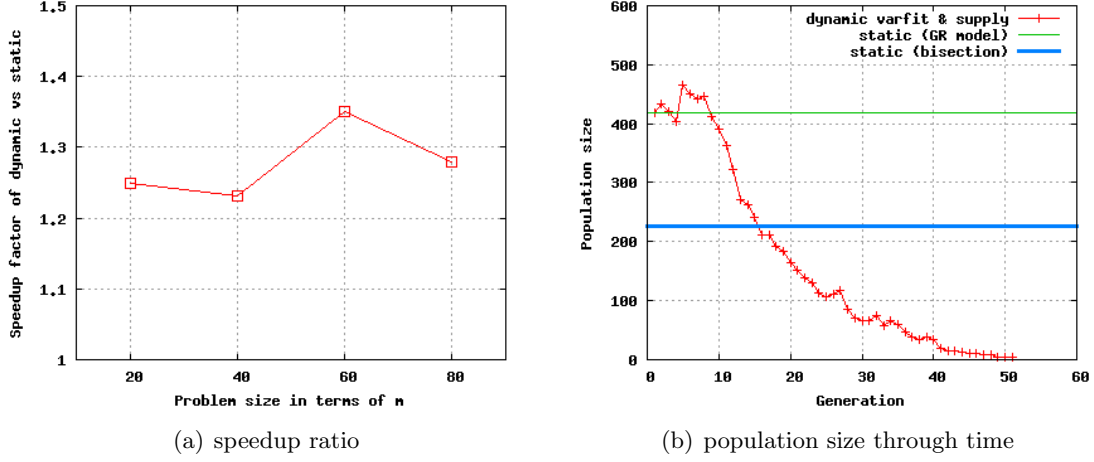 1.5
1.4
1.3
1.2
1.1
1
20 40 60 80
Speedup factor of dynamic vs static
Problem size in terms of m
(a) speedup ratio
600
500
400
300
200
100
0
0 10 20 30 40 50 60
Population size
Generation
dynamic varfit & supply
static (GR model)
static (bisection)
(b) population size through time